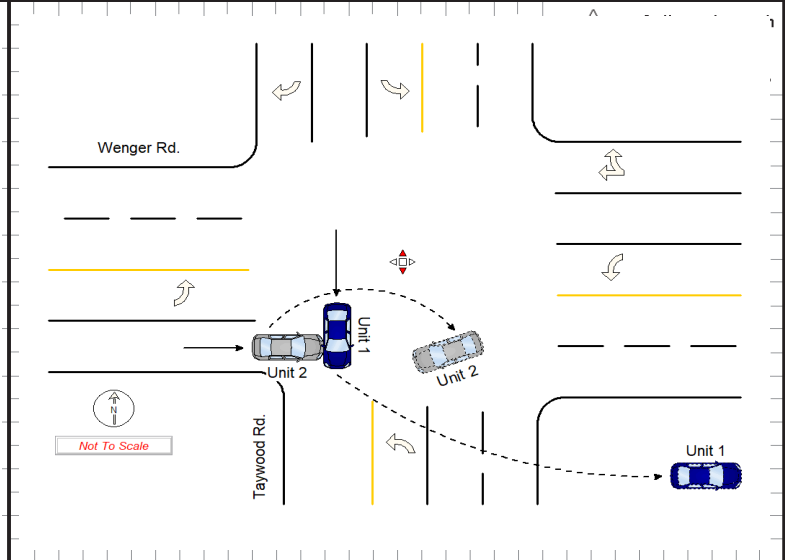 Wenger Rd.
Unit 1
Unit 2
Unit 2
N
Not To Scale
Taywood Rd.
Unit 1